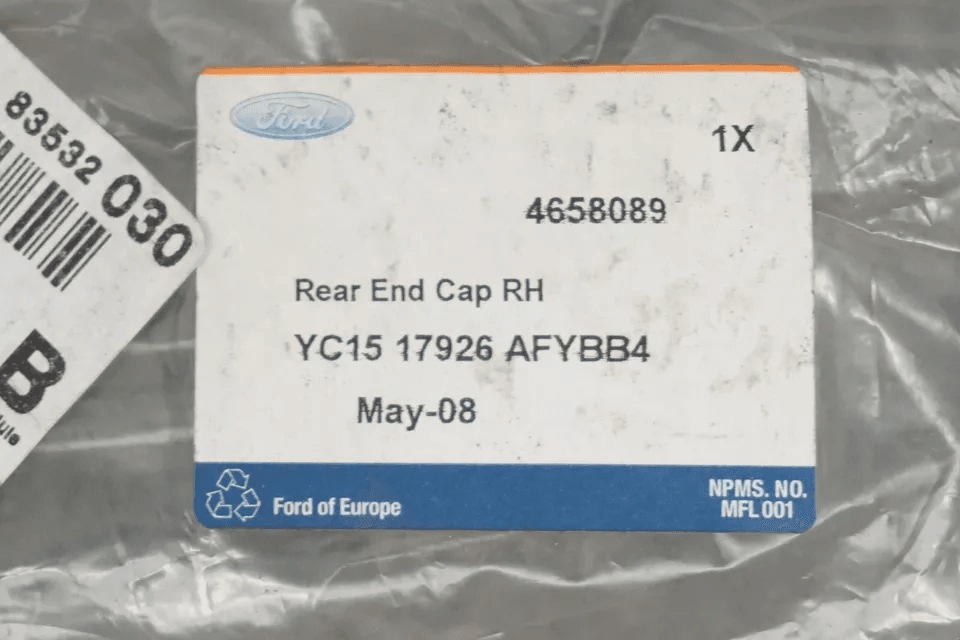 83532 030
B
Ford
1X
4658089
Rear End Cap RH
YC15 17926 AFYBB4
May-08
Ford of Europe
NPMS. NO.
MFL 001